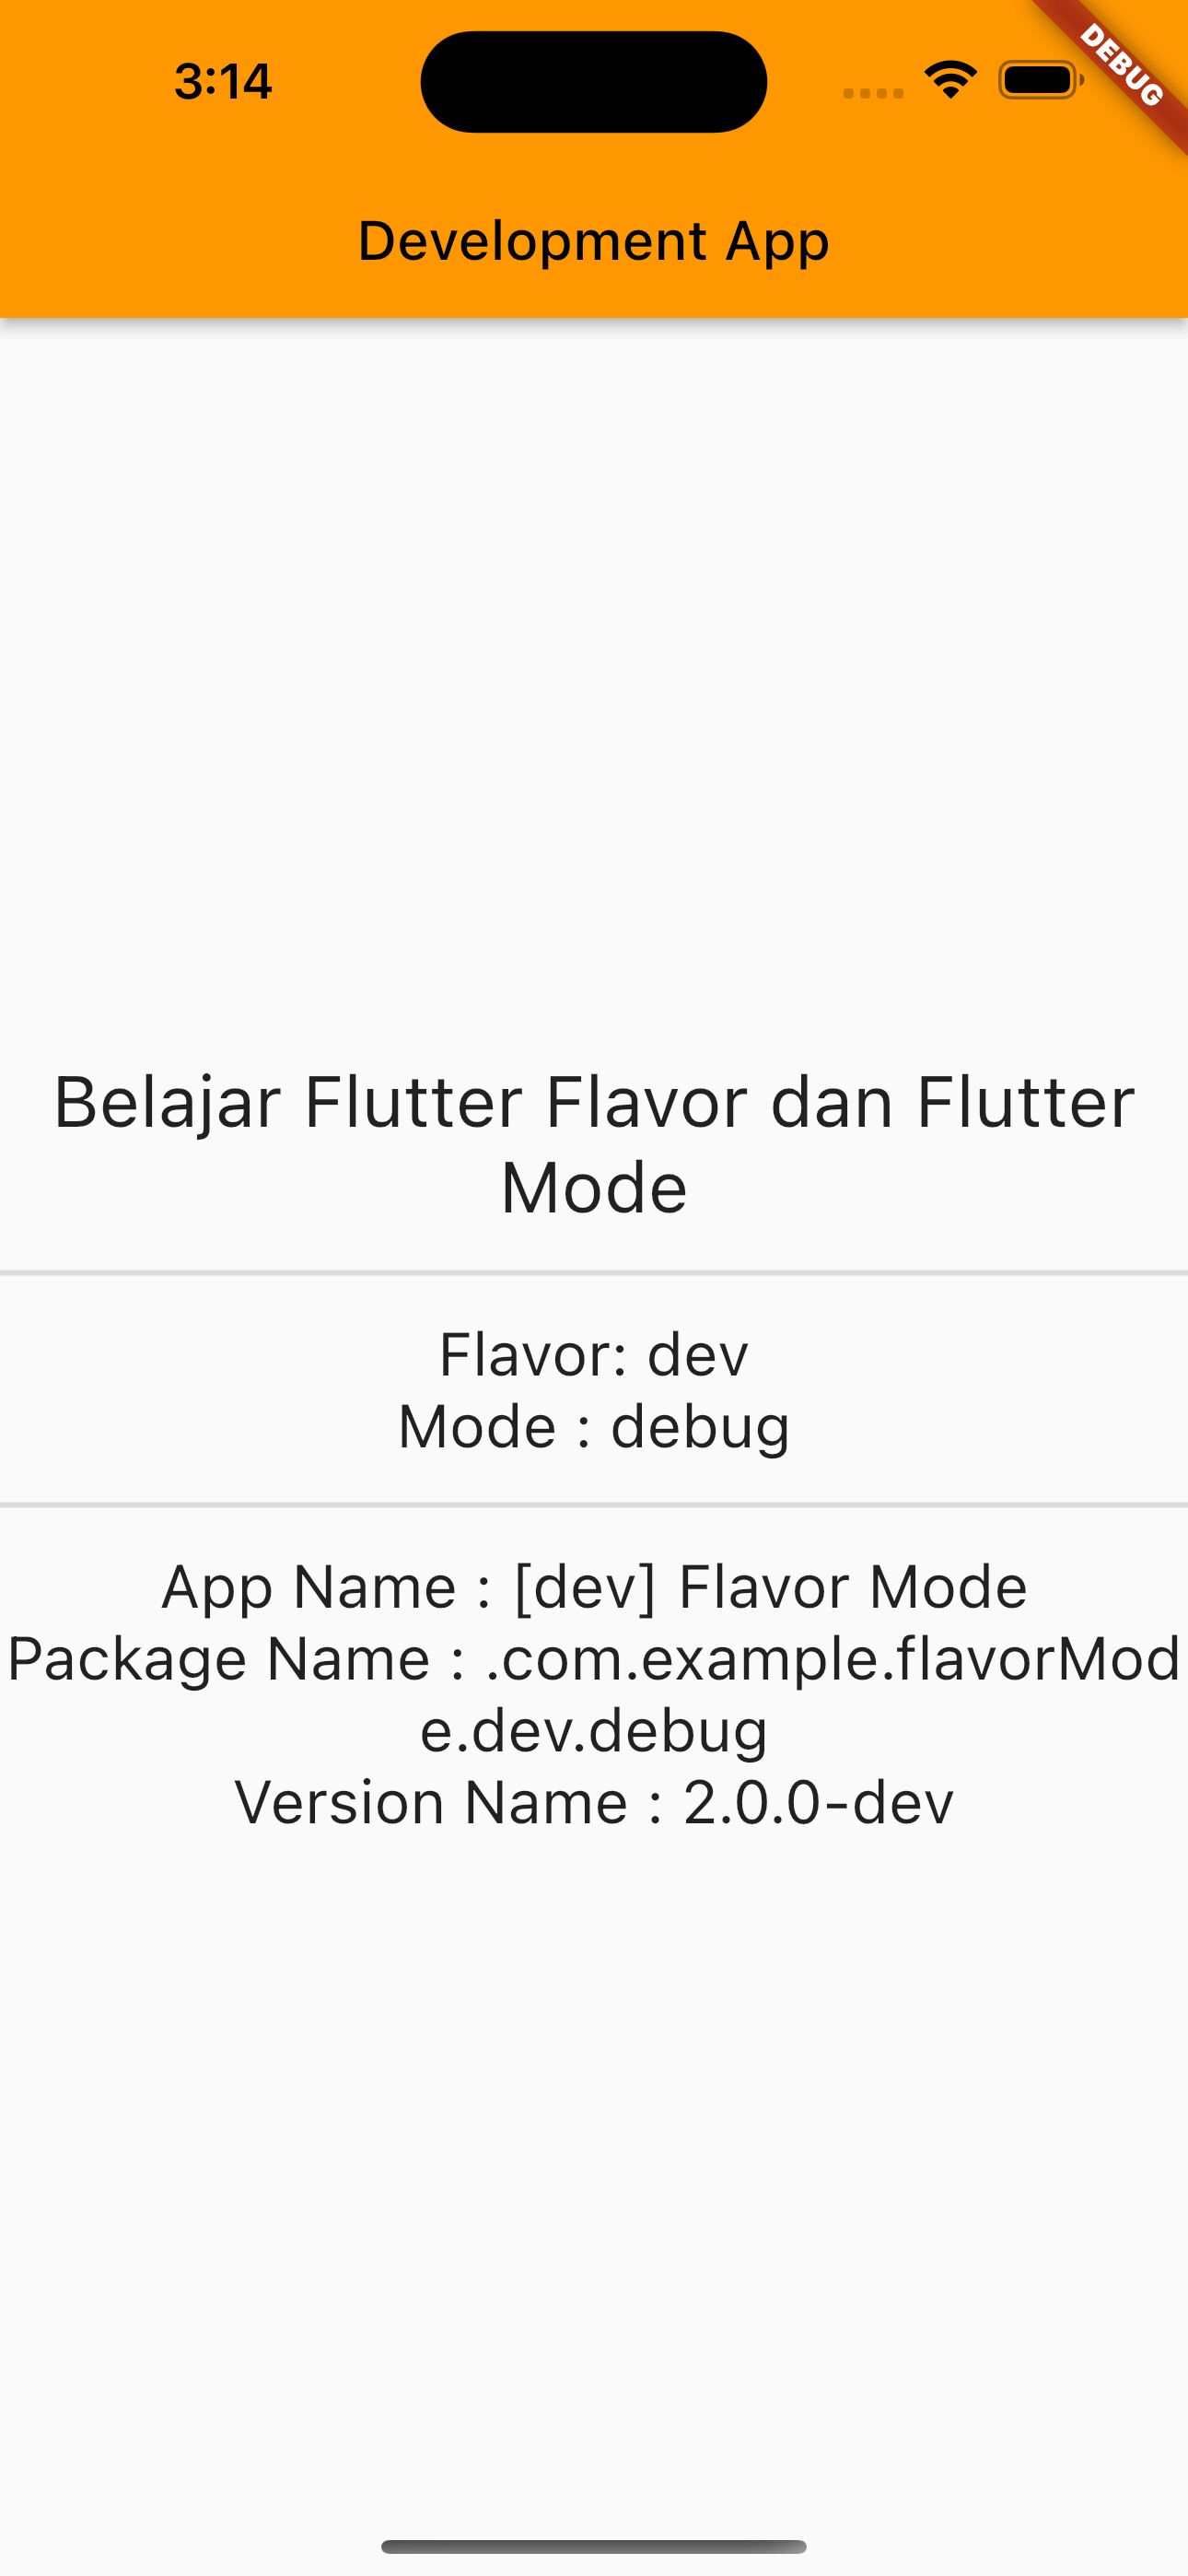 3:14
DEBUG
Development App
Belajar Flutter Flavor dan Flutter
Mode
Flavor: dev
Mode : debug
App Name : [dev] Flavor Mode
Package Name : .com.example.flavorMod
e.dev.debug
Version Name : 2.0.0-dev